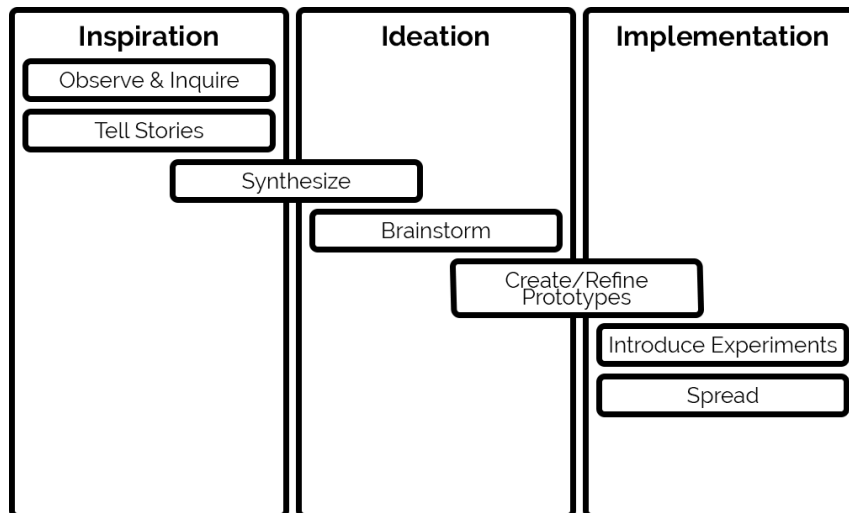 Inspiration
Ideation
Implementation
Observe & Inquire
Tell Stories
Synthesize
Brainstorm
Create/Refine
Prototypes
Introduce Experiments
Spread